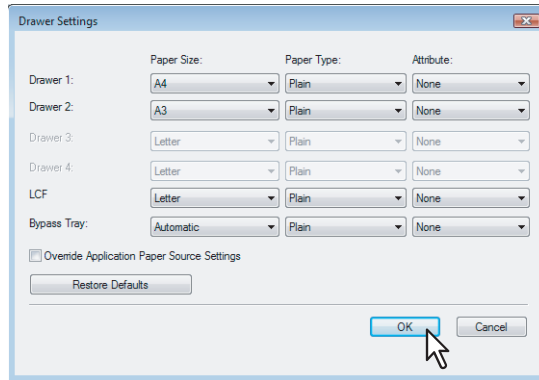 Drawer Settings
Paper Size: Paper Type: Attribute:
Drawer 1: A4 Plain None
Drawer 2: A3 Plain None
Drawer 3: Letter Plain None
Drawer 4: Letter Plain None
LCF Letter Plain None
Bypass Tray: Automatic Plain None
Override Application Paper Source Settings
Restore Defaults
OK Cancel